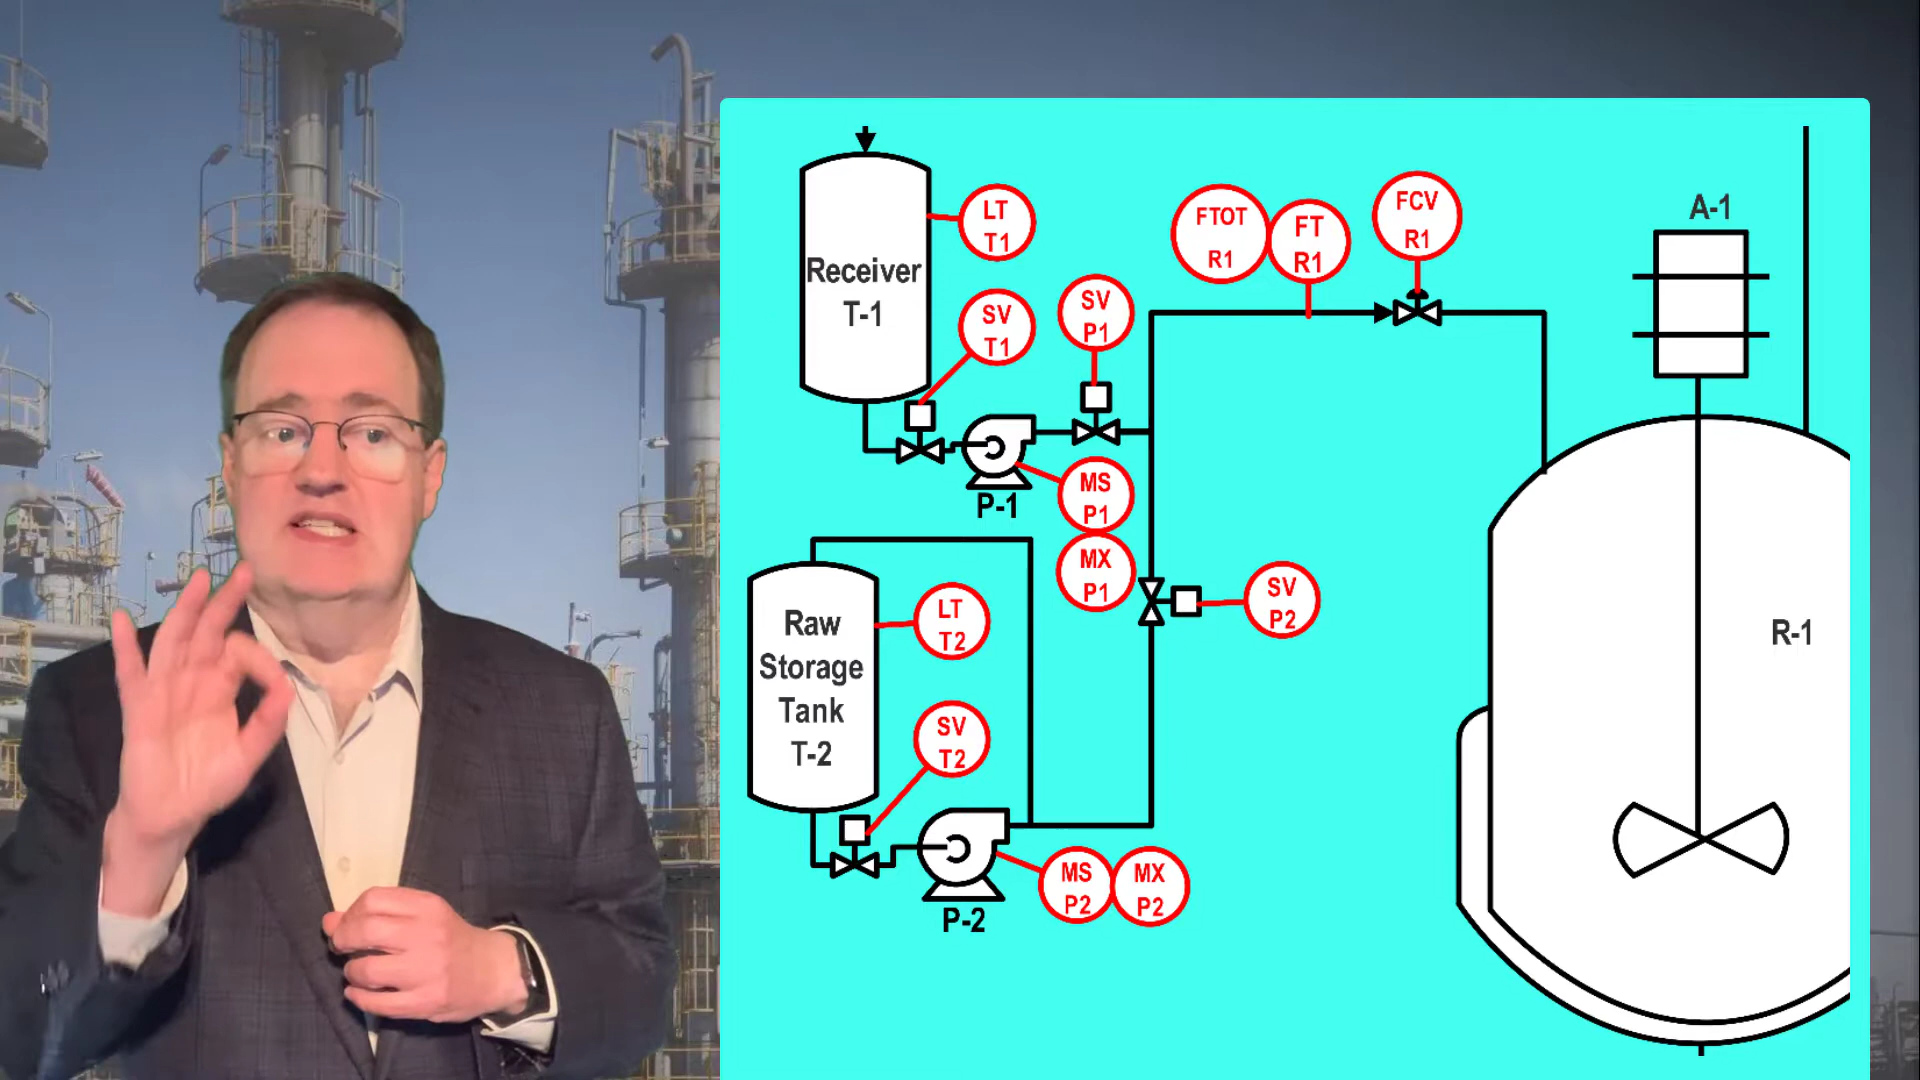 LT
T1
Receiver
T-1
SV
T1
SV
P1
FTOT
R1
FT
R1
FCV
R1
A-1
P-1
MS
P1
MX
P1
SV
P2
Raw
Storage
Tank
T-2
LT
T2
SV
T2
P-2
MS
P2
MX
P2
R-1